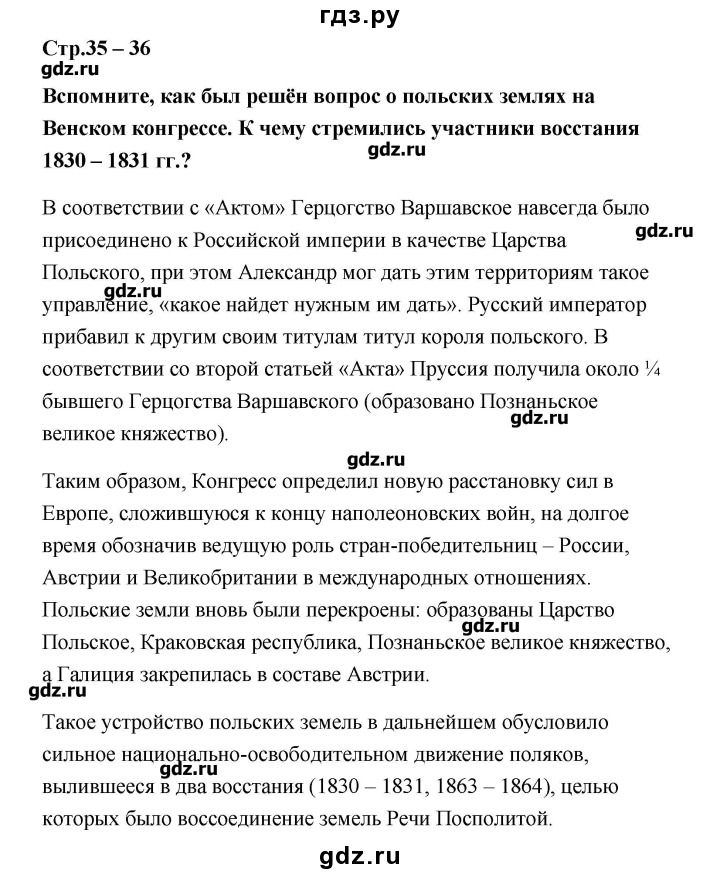 гдз.ру
Стр.35 – 36
gdz.ru
Вспомните, как был решён вопрос о польских землях на
Венском конгрессе. К чему стремились участники восстания
gdz.ru
1830 – 1831 гг.?
В соответствии с «Актом» Герцогство Варшавское навсегда было
gdz.ru
присоединено к Российской империи в качестве Царства
Польского, при этом Александр мог дать этим территориям такое
gdz.ru
управление, «какое найдет нужным им дать». Русский император
прибавил к другим своим титулам титул короля польского. В
соответствии со второй статьей «Акта» Пруссия получила около ¼
бывшего Герцогства Варшавского (образовано Познаньское
gdz.ru
великое княжество).
gdz.ru
Таким образом, Конгресс определил новую расстановку сил в
Европе, сложившуюся к концу наполеоновских войн, на долгое
время обозначив ведущую роль стран-победительниц – России,
Австрии и Великобритании в международных отношениях.
Польские земли вновь были перекроены: образованы Царство
gdz.ru
Польское, Краковская республика, Познаньское великое княжество,
а Галиция закрепилась в составе Австрии.
gdz.ru
Такое устройство польских земель в дальнейшем обусловило
сильное национально-освободительном движение поляков,
gdz.ru
вылившееся в два восстания (1830 – 1831, 1863 – 1864), целью
которых было воссоединение земель Речи Посполитой.
gdz.ru